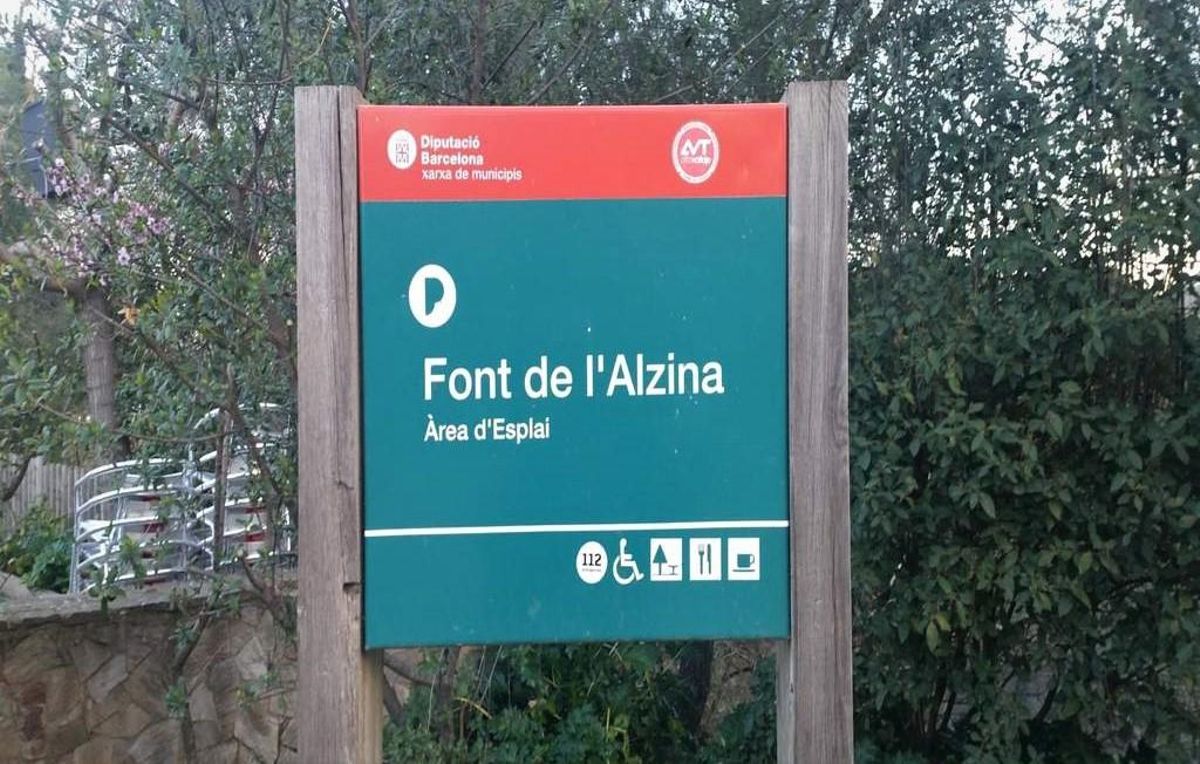 Diputació
Barcelona
xarxa de municipis
P
Font de l'Alzina
Àrea d'Esplai
112